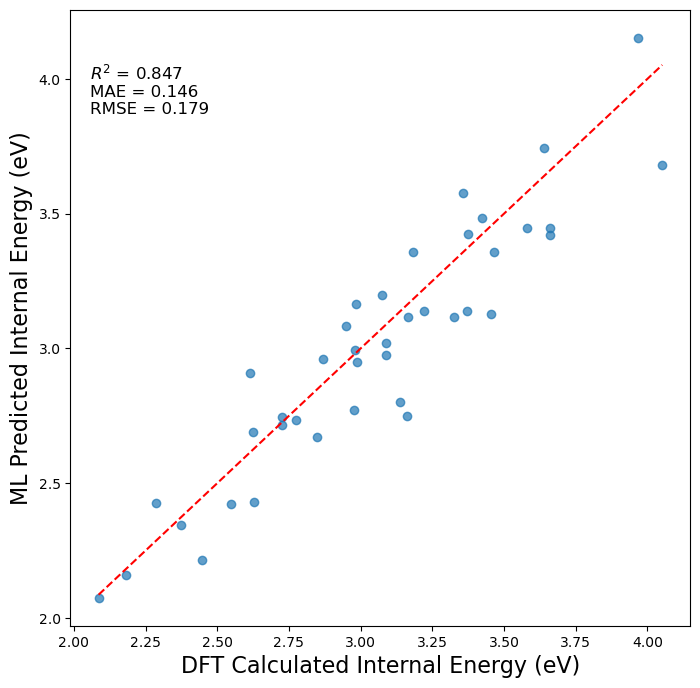 R² = 0.847
MAE = 0.146
RMSE = 0.179
ML Predicted Internal Energy (eV)
4.0
3.5
3.0
2.5
2.0
2.00 2.25 2.50 2.75 3.00 3.25 3.50 3.75 4.00
DFT Calculated Internal Energy (eV)